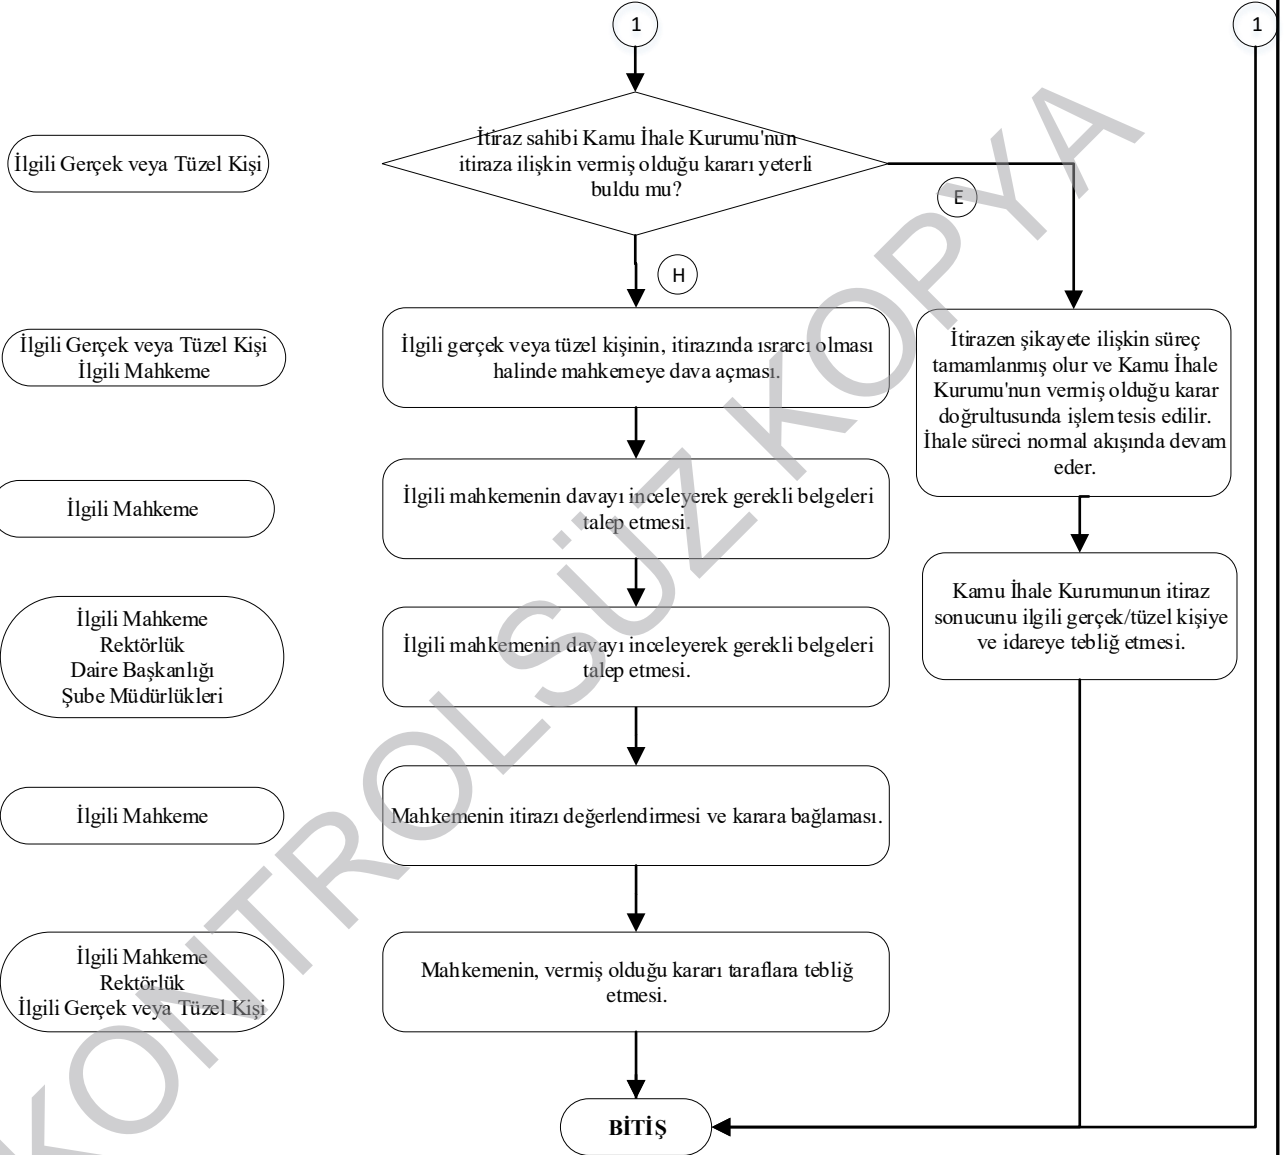 1
1
İlgili Gerçek veya Tüzel Kişi
İtiraz sahibi Kamu İhale Kurumu'nun
itiraza ilişkin vermiş olduğu kararı yeterli
buldu mu?
E
H
İlgili Gerçek veya Tüzel Kişi
İlgili Mahkeme
İlgili gerçek veya tüzel kişinin, itirazında ısrarcı olması
halinde mahkemeye dava açması.
İtirazen şikayete ilişkin süreç
tamamlanmış olur ve Kamu İhale
Kurumu'nun vermiş olduğu karar
doğrultusunda işlem tesis edilir.
İhale süreci normal akışında devam
eder.
İlgili Mahkeme
İlgili mahkemenin davayı inceleyerek gerekli belgeleri
talep etmesi.
Kamu İhale Kurumunun itiraz
sonucunu ilgili gerçek/tüzel kişiye
ve idareye tebliğ etmesi.
İlgili Mahkeme
Rektörlük
Daire Başkanlığı
Şube Müdürlükleri
İlgili mahkemenin davayı inceleyerek gerekli belgeleri
talep etmesi.
İlgili Mahkeme
Mahkemenin itirazı değerlendirmesi ve karara bağlaması.
İlgili Mahkeme
Rektörlük
İlgili Gerçek veya Tüzel Kişi
Mahkemenin, vermiş olduğu kararı taraflara tebliğ
etmesi.
BİTİŞ
KONTROLSÜZ KOPYA